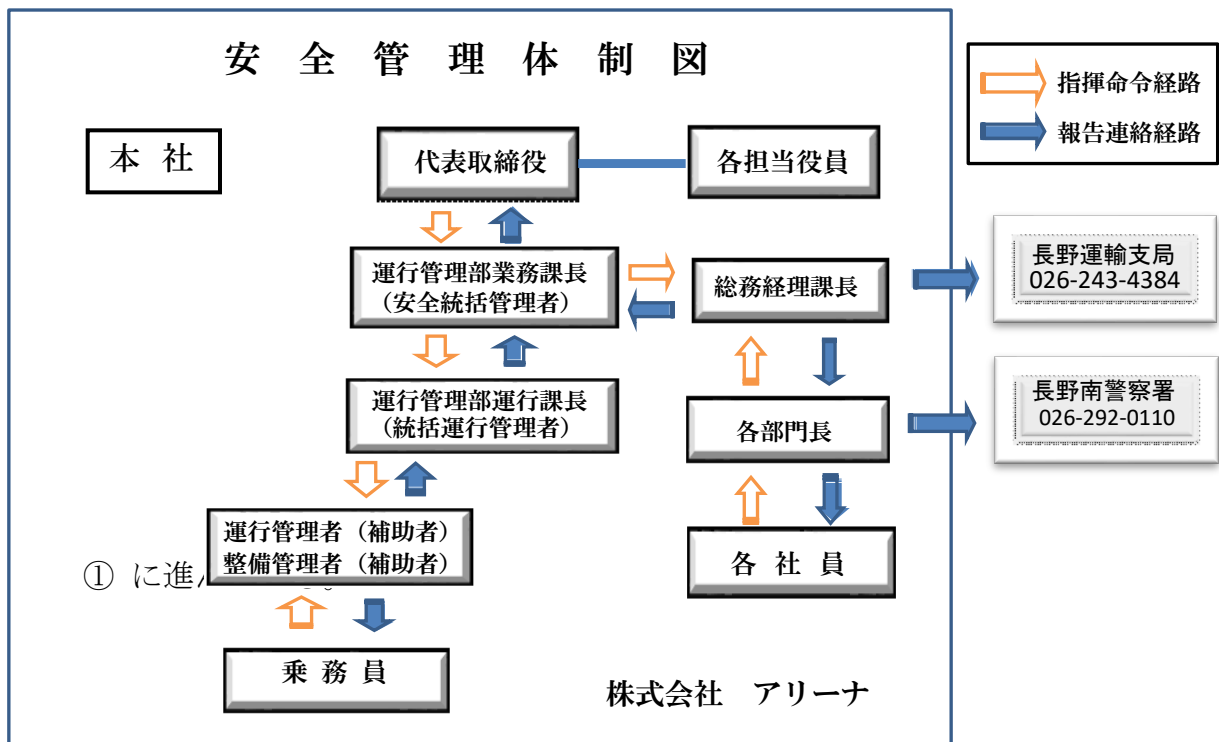 安全管理体制図
指揮命令経路
報告連絡経路
本社
代表取締役
各担当役員
運行管理部業務課長
（安全統括管理者）
総務経理課長
長野運輸支局
026-243-4384
運行管理部運行課長
（統括運行管理者）
各部門長
長野南警察署
026-292-0110
運行管理者（補助者）
整備管理者（補助者）
各社員
① に進
乗務員
株式会社　アリーナ